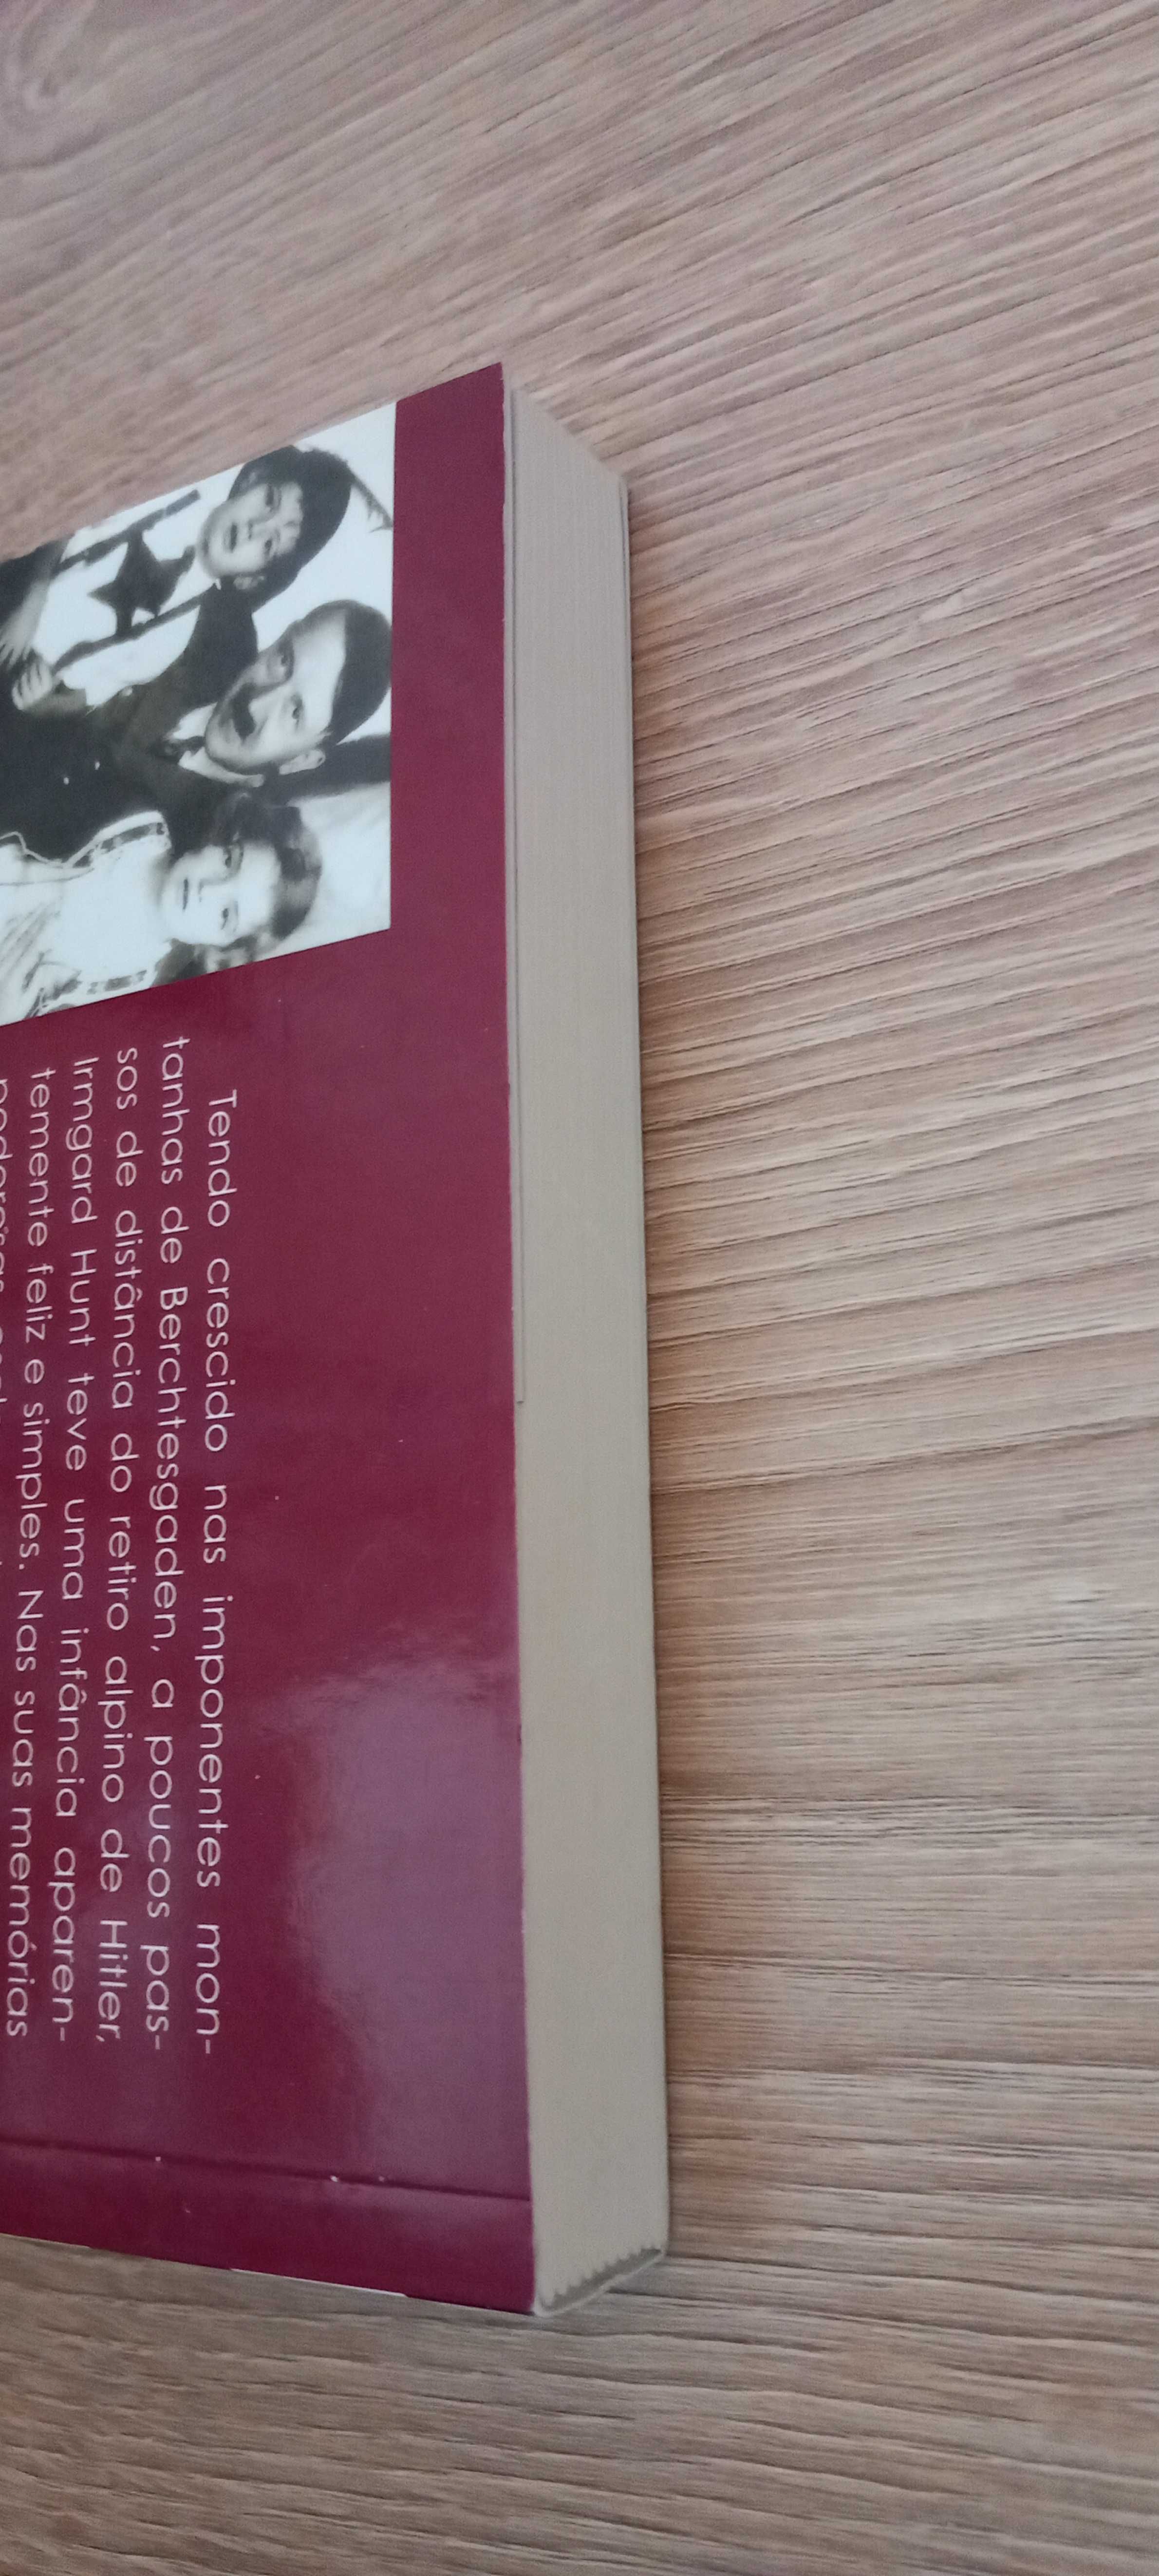 Tendo crescido nas imponentes mon-
tanhas de Berchtesgaden, a poucos pas-
sos de distância do retiro alpino de Hitler,
Irmgard Hunt teve uma infância aparen-
temente feliz e simples. Nas suas memórias